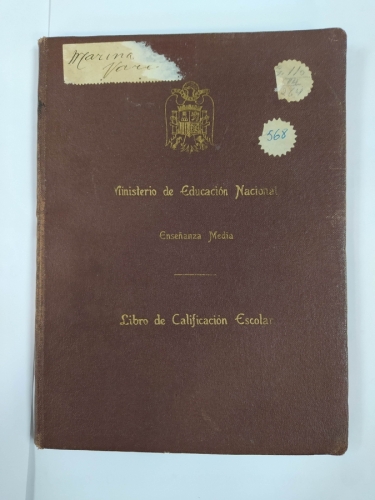 Marina
568
Ministerio de Educación Nacional
Enseñanza Media
Libro de Calificación Escolar